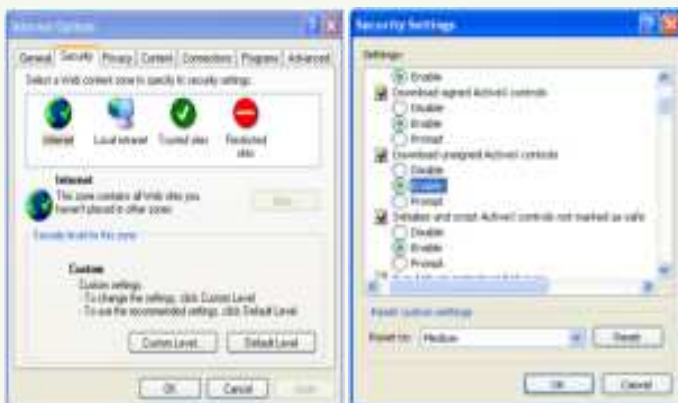 Internet Options
General Security Privacy Content Connections Programs Advanced
Select a Web content zone to specify its security settings.
Internet Local intranet Trusted sites Restricted sites
Internet
This zone contains all Web sites you
haven't placed in other zones
Security level for this zone
Custom
Custom settings.
- To change the settings, click Custom Level.
- To use the recommended settings, click Default Level.
Custom Level... Default Level
OK Cancel
Security Settings
Settings:
Enable
Download signed ActiveX controls
Disable
Enable
Prompt
Download unsigned ActiveX controls
Disable
Enable
Prompt
Initialize and script ActiveX controls not marked as safe
Disable
Enable
Prompt
Reset custom settings
Reset to: Medium Reset
OK Cancel